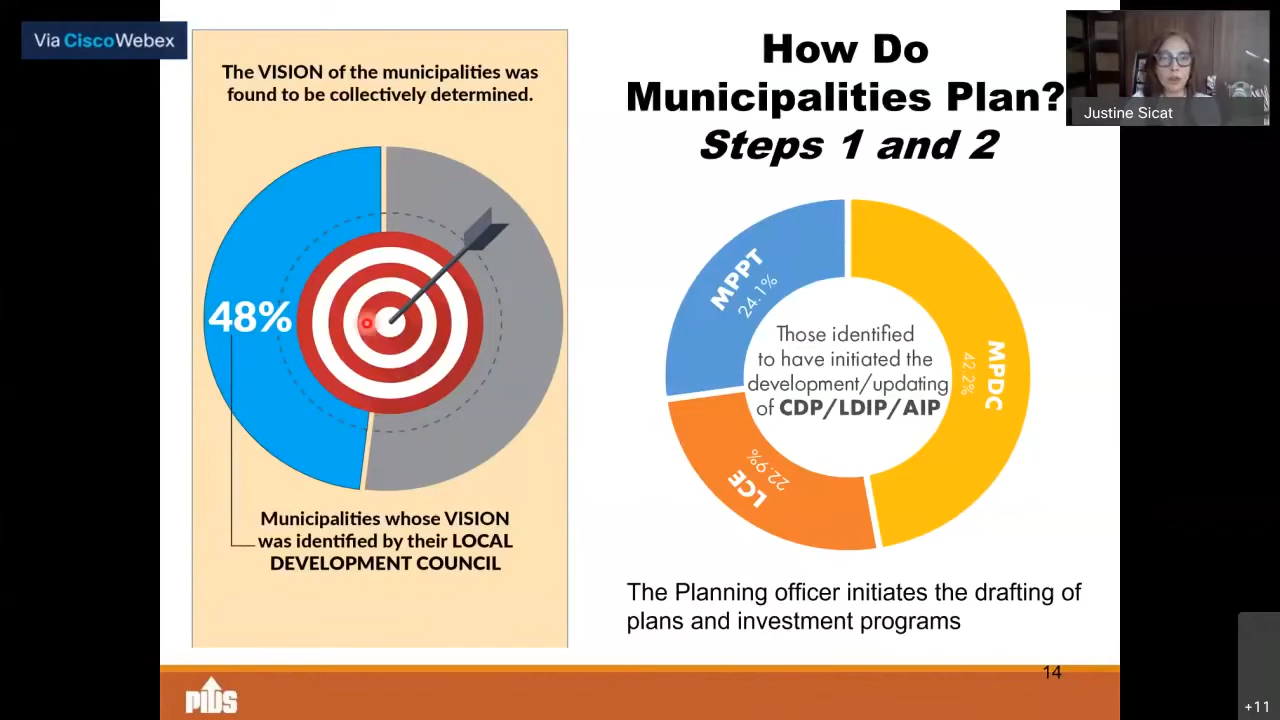 Via CiscoWebex
The VISION of the municipalities was
found to be collectively determined.
48%
Municipalities whose VISION
was identified by their LOCAL
DEVELOPMENT COUNCIL
How Do
Municipalities Plan?
Steps 1 and 2
Justine Sicat
MPPT
24.1%
MPDC
42.2%
LCE
22.9%
Those identified
to have initiated the
development/updating
of CDP/LDIP/AIP
The Planning officer initiates the drafting of
plans and investment programs
14
PIDS
+11